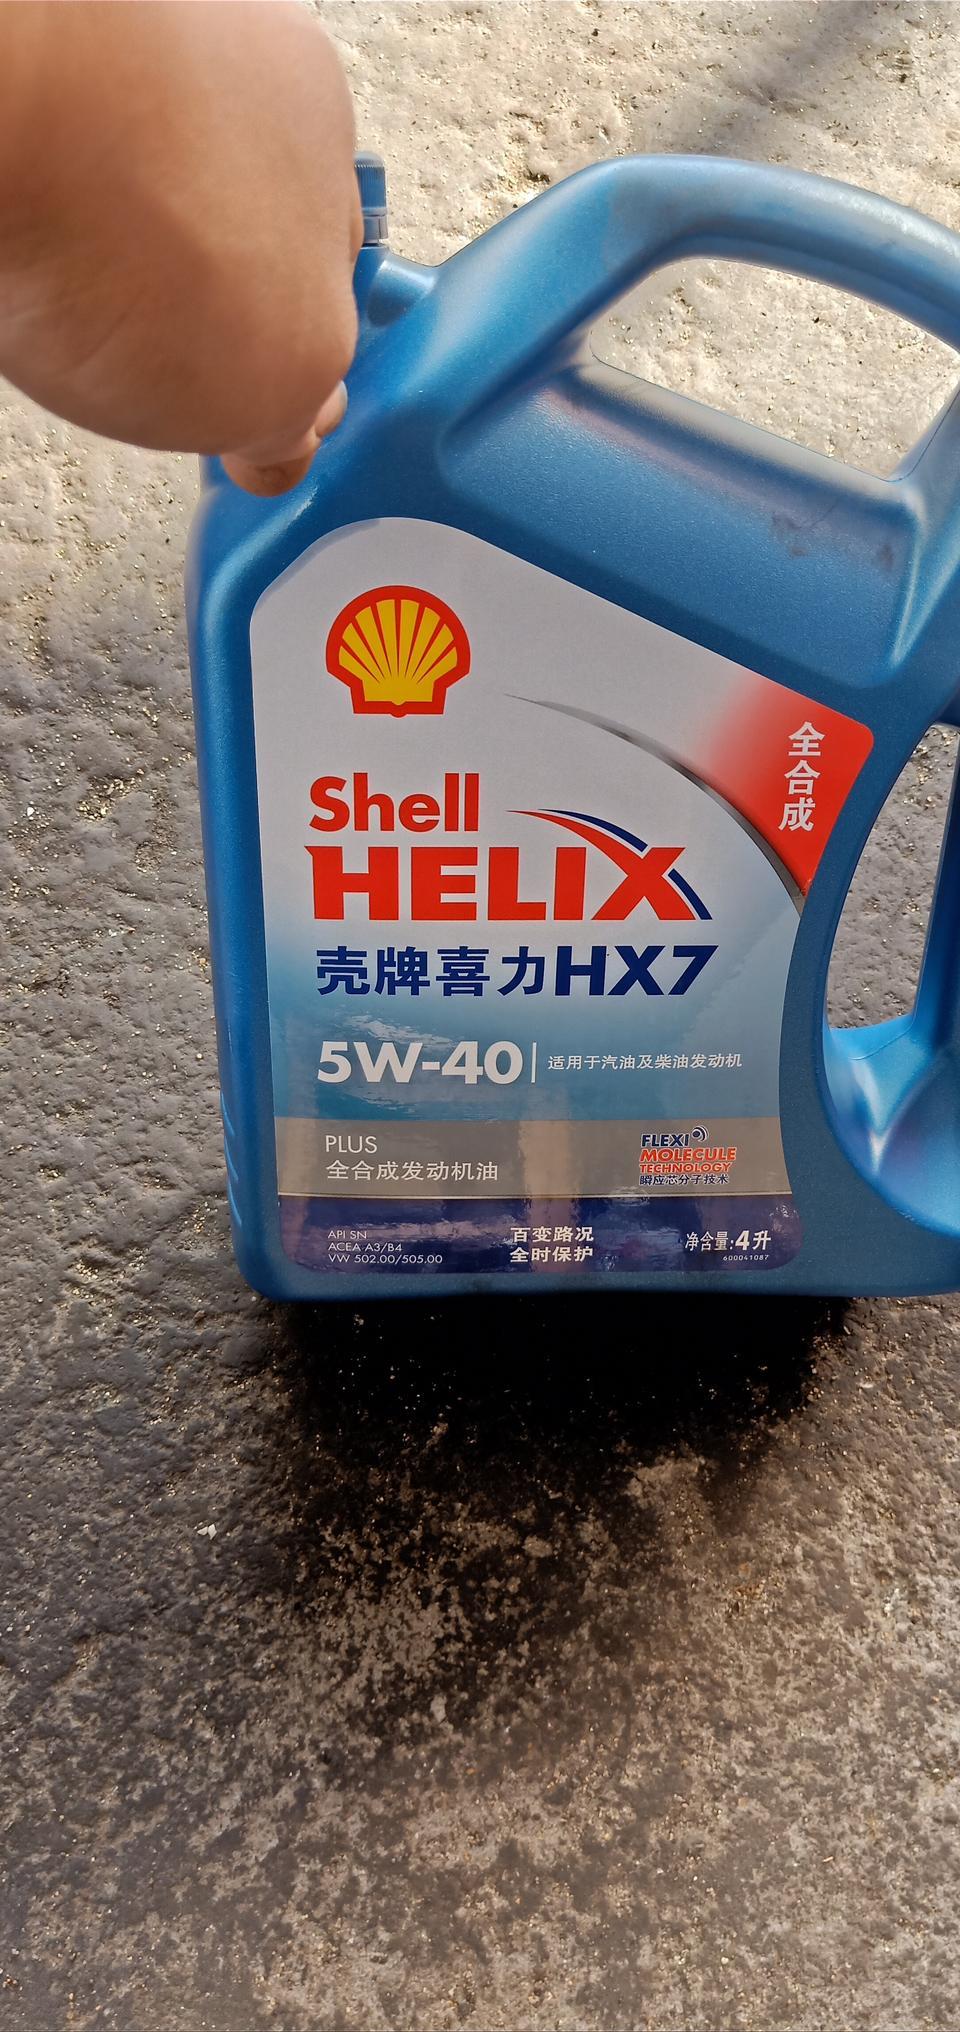 全合成
Shell
HELIX
壳牌喜力HX7
5W-40 适用于汽油及柴油发动机
PLUS
全合成发动机油
FLEXI
MOLECULE
TECHNOLOGY
瞬应芯分子技术
API SN
ACEA A3/B4
VW 502.00/505.00
百变路况
全时保护
净含量:4升
600041087